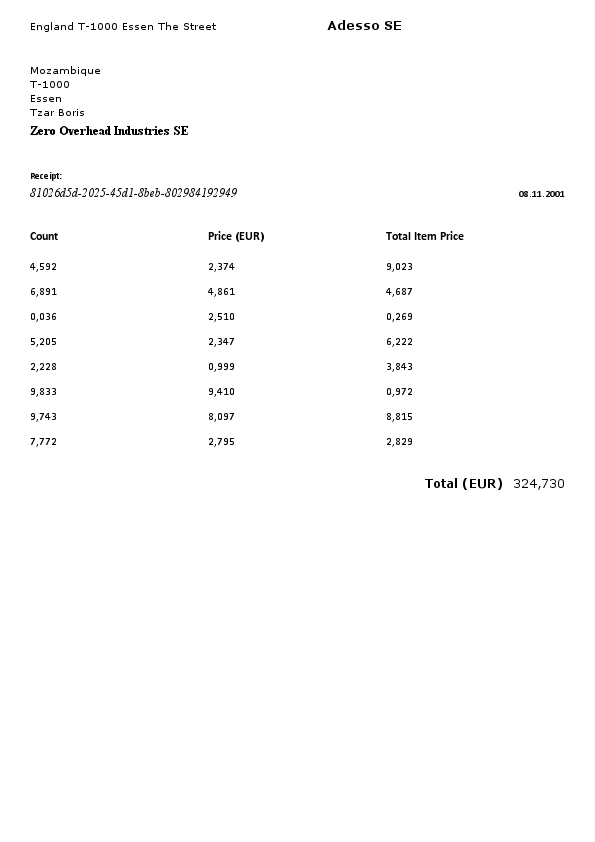 England T-1000 Essen The Street Adesso SE
Mozambique
T-1000
Essen
Tzar Boris
Zero Overhead Industries SE
Receipt:
81026d5d-2025-45d1-8beb-802984192949 08.11.2001
Count Price (EUR) Total Item Price
4,592 2,374 9,023
6,891 4,861 4,687
0,036 2,510 0,269
5,205 2,347 6,222
2,228 0,999 3,843
9,833 9,410 0,972
9,743 8,097 8,815
7,772 2,795 2,829
Total (EUR) 324,730